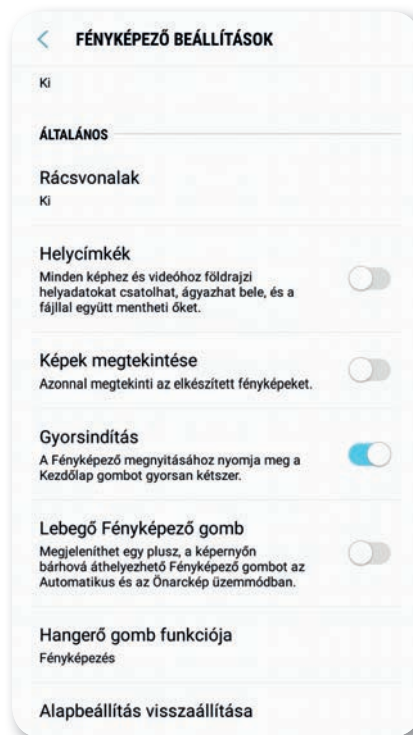 FÉNYKÉPEZŐ BEÁLLÍTÁSOK
Ki
ÁLTALÁNOS
Rácsvonalak
Ki
Helycímkék
Minden képhez és videóhoz földrajzi
helyadatokat csatolhat, ágyazhat bele, és a
fájllal együtt mentheti őket.
Képek megtekintése
Azonnal megtekinti az elkészített fényképeket.
Gyorsindítás
A Fényképező megnyitásához nyomja meg a
Kezdőlap gombot gyorsan kétszer.
Lebegő Fényképező gomb
Megjeleníthet egy plusz, a képernyőn
bárhová áthelyezhető Fényképező gombot az
Automatikus és az Önarckép üzemmódban.
Hangerő gomb funkciója
Fényképezés
Alapbeállítás visszaállítása